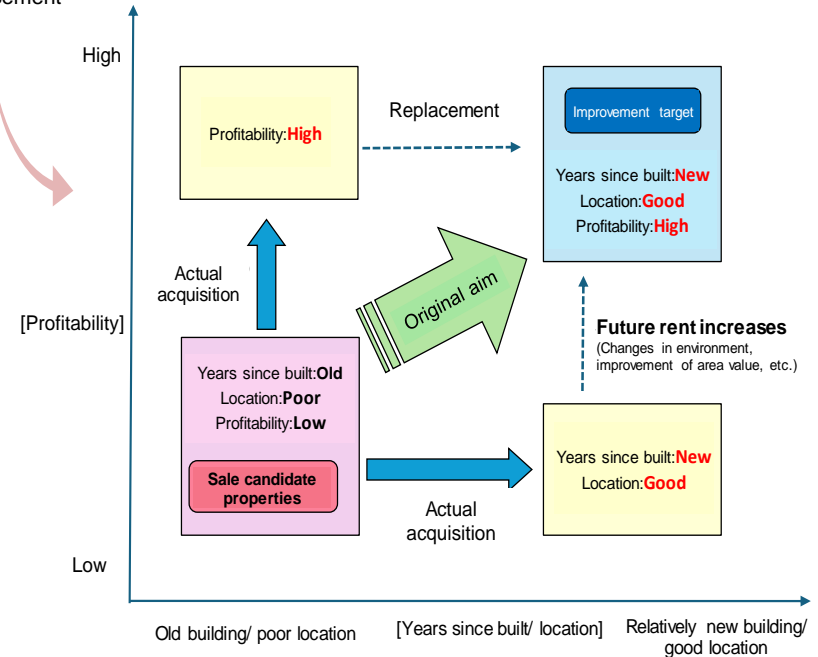 High
Profitability:High
Replacement
Improvement target
Years since built:New
Location:Good
Profitability:High
Actual
acquisition
Original aim
[Profitability]
Future rent increases
(Changes in environment,
improvement of area value, etc.)
Years since built:Old
Location:Poor
Profitability:Low
Sale candidate
properties
Years since built:New
Location:Good
Actual
acquisition
Low
Old building/ poor location
[Years since built/ location]
Relatively new building/
good location